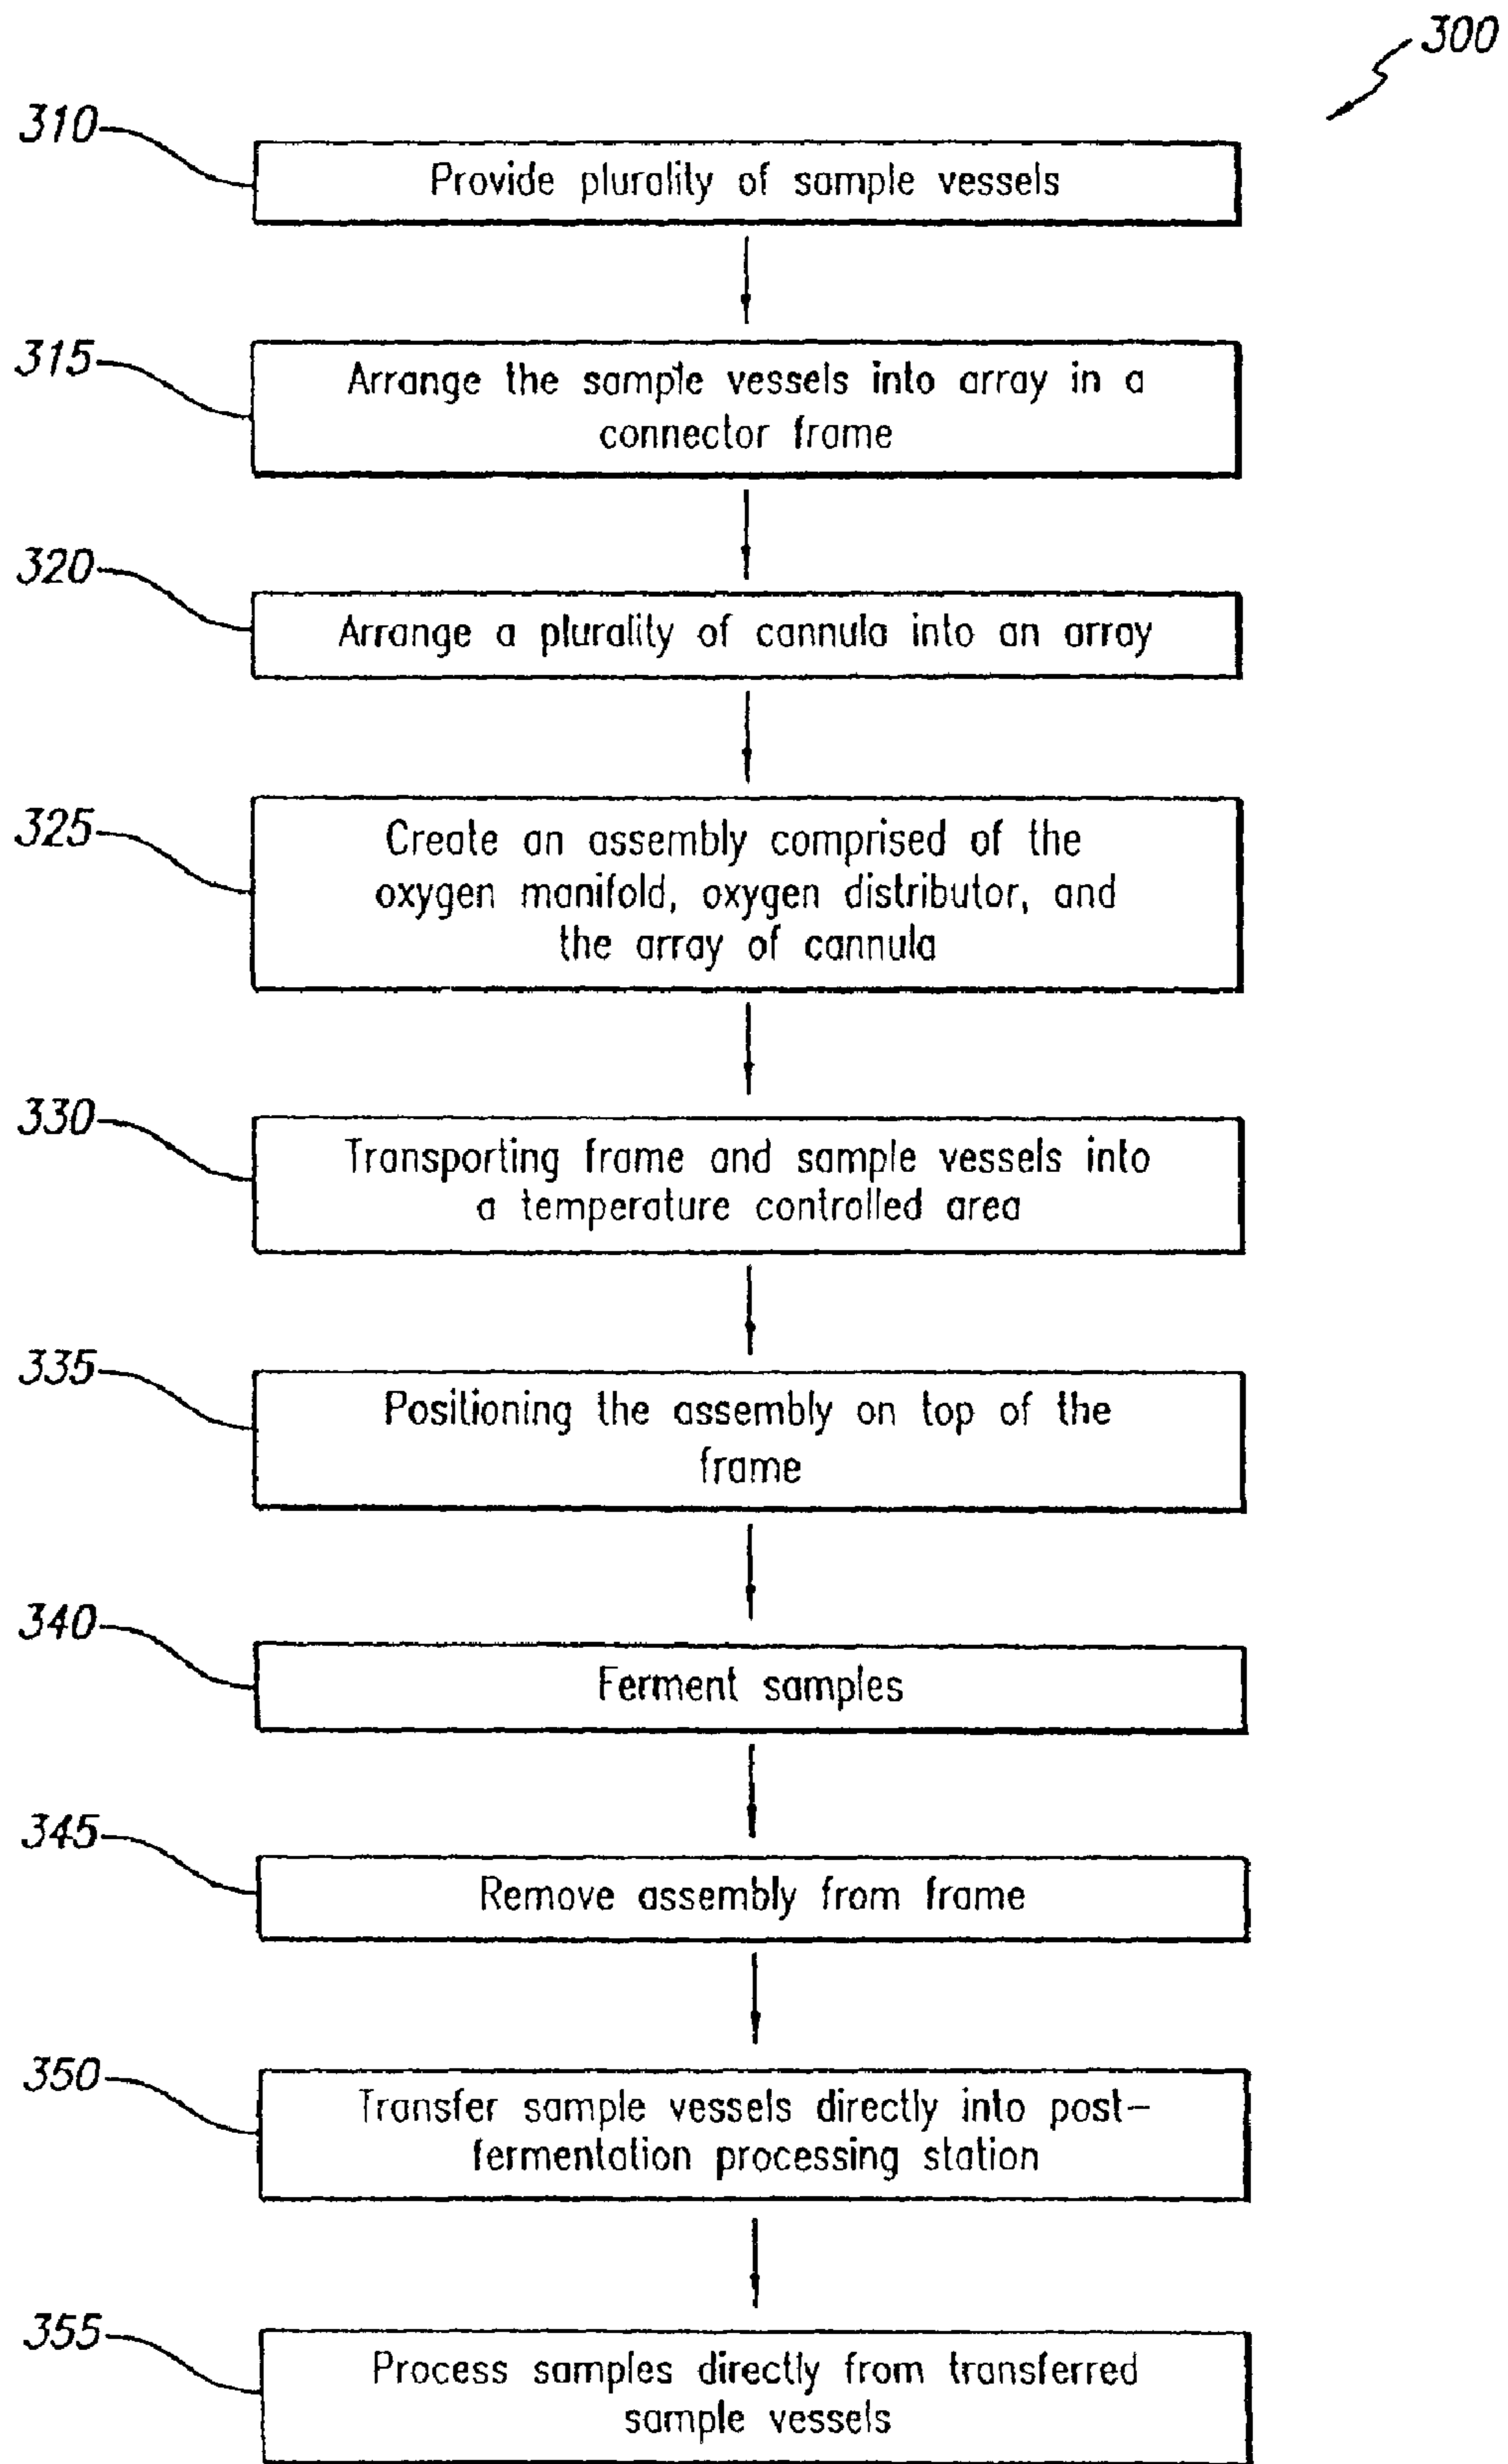 300
310
Provide plurality of sample vessels
315
Arrange the sample vessels into array in a
connector frame
320
Arrange a plurality of cannula into an array
325
Create an assembly comprised of the
oxygen manifold, oxygen distributor, and
the array of cannula
330
Transporting frame and sample vessels into
a temperature controlled area
335
Positioning the assembly on top of the
frame
340
Ferment samples
345
Remove assembly from frame
350
Transfer sample vessels directly into post-
fermentation processing station
355
Process samples directly from transferred
sample vessels